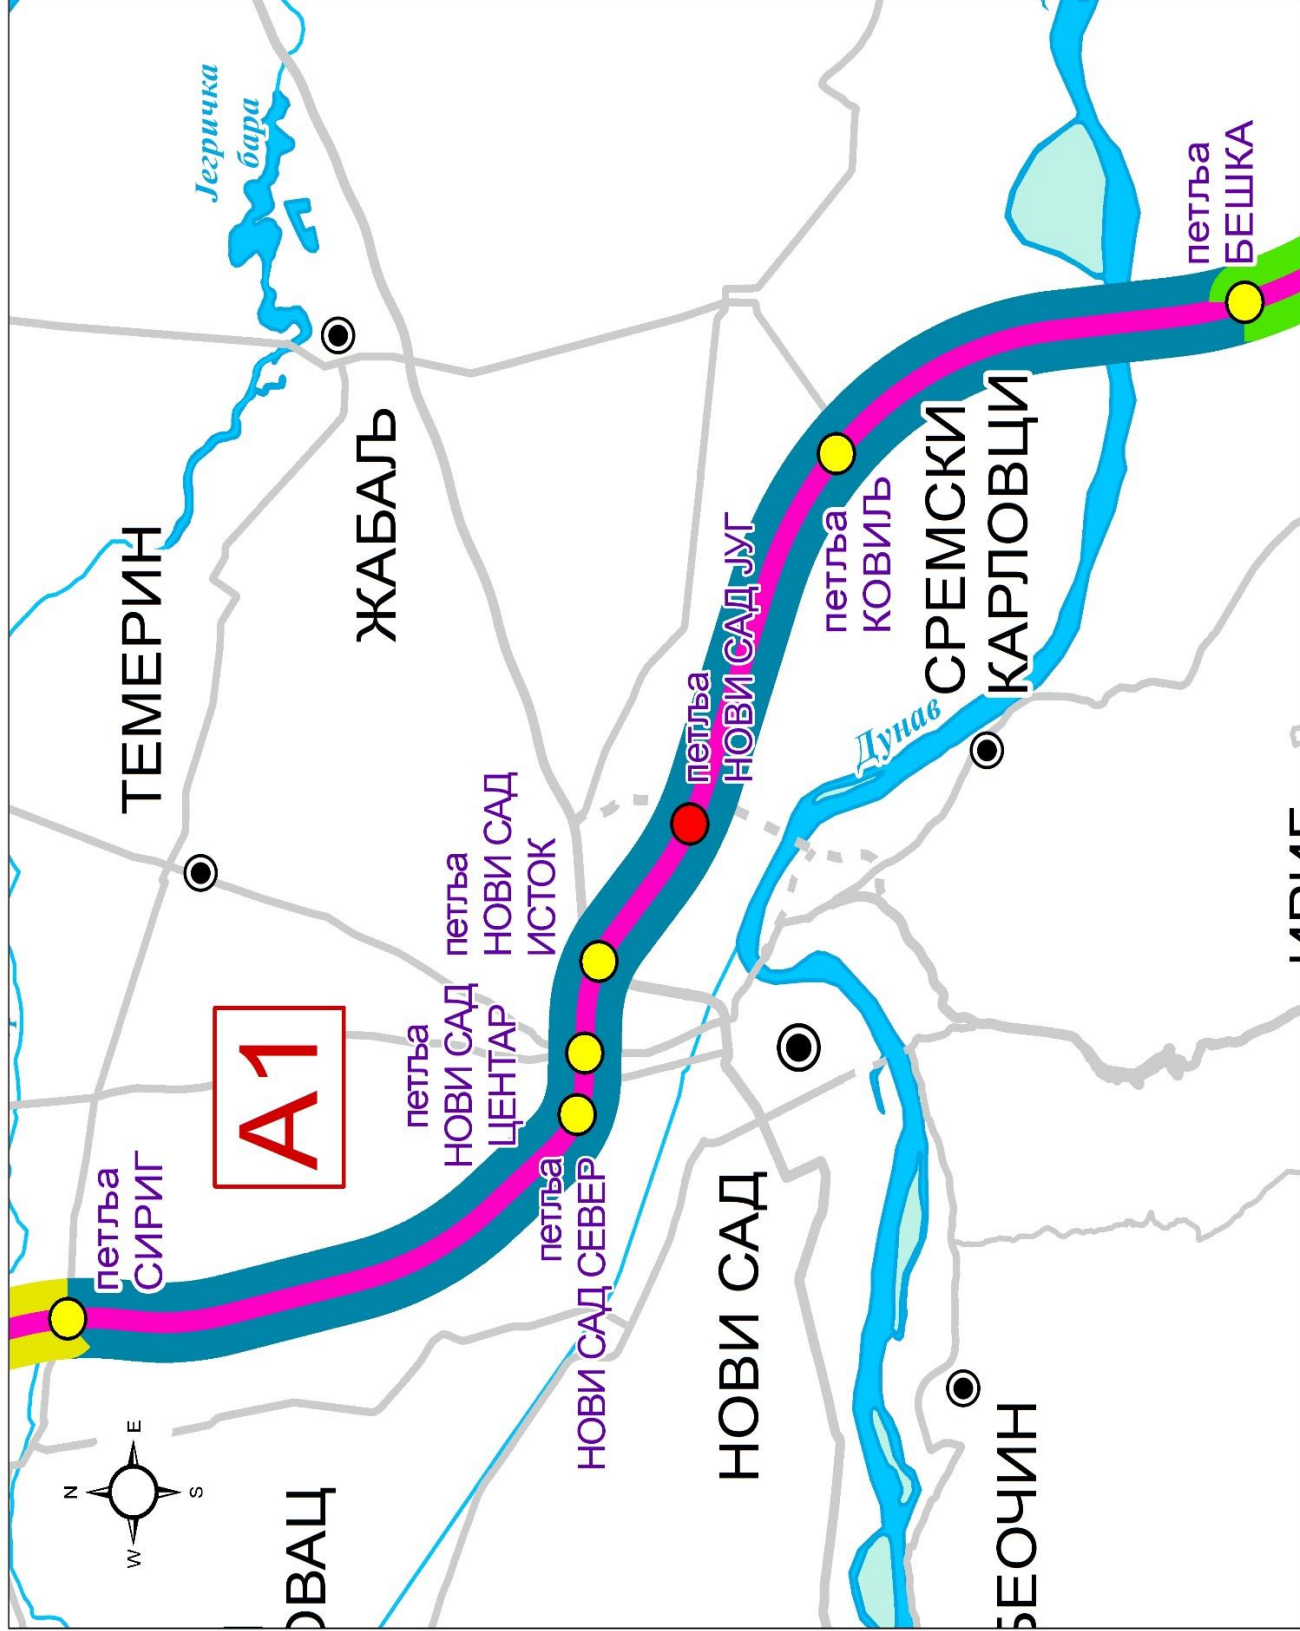 Јегричка
бара
ТЕМЕРИН
ЖАБАЉ
петља
СИРИГ
А1
петља
НОВИ САД
ЦЕНТАР
петља
НОВИ САД
ИСТОК
петља
НОВИ САД СЕВЕР
петља
НОВИ САД ЈУГ
петља
КОВИЉ
петља
БЕШКА
СРЕМСКИ
КАРЛОВЦИ
Дунав
НОВИ САД
БЕОЧИН
ОВАЦ
N
E
S
W